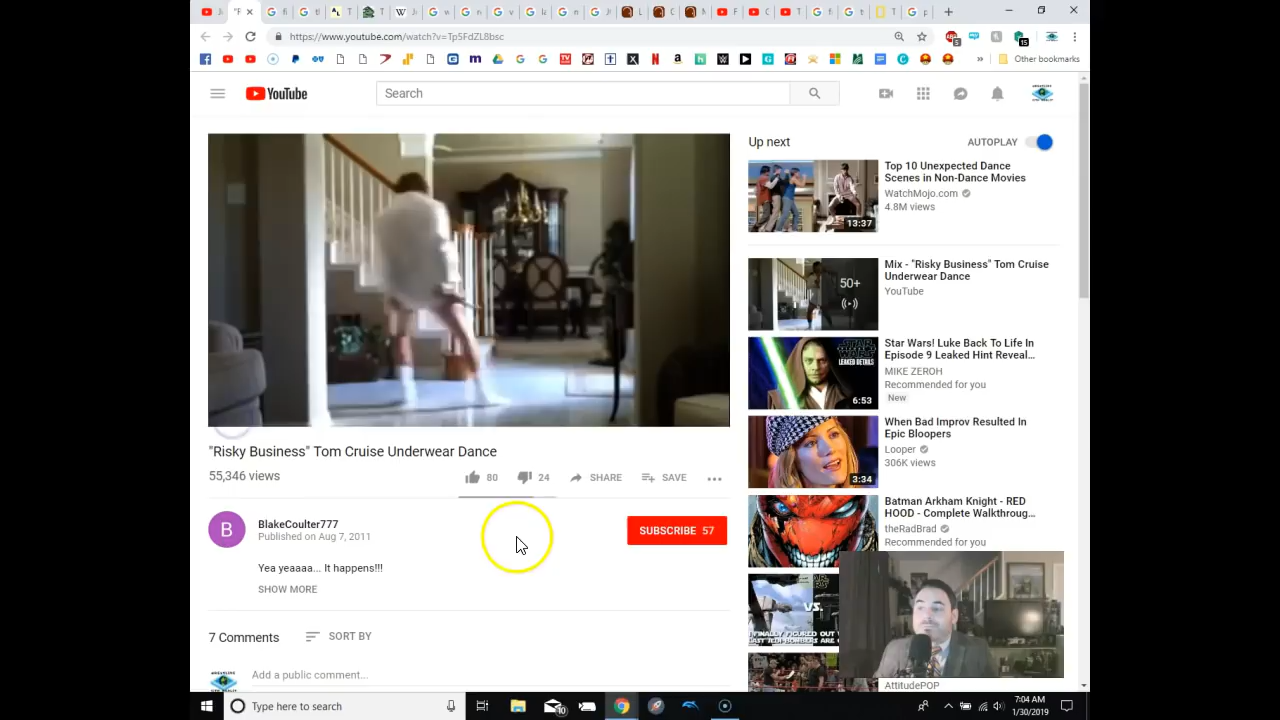 https://www.youtube.com/watch?v=Tp5FdZL8bsc
5
15
Other bookmarks
YouTube
Search
Up next
AUTOPLAY
Top 10 Unexpected Dance
Scenes in Non-Dance Movies
WatchMojo.com
4.8M views
13:37
Mix - "Risky Business" Tom Cruise
Underwear Dance
YouTube
50+
Star Wars! Luke Back To Life In
Episode 9 Leaked Hint Reveal...
MIKE ZEROH
Recommended for you
New
LEAKED DETAILS
6:53
When Bad Improv Resulted In
Epic Bloopers
Looper
306K views
3:34
Batman Arkham Knight - RED
HOOD - Complete Walkthroug...
theRadBrad
Recommended for you
VS.
AttitudePOP
"Risky Business" Tom Cruise Underwear Dance
55,346 views
80
24
SHARE
SAVE
B
BlakeCoulter777
Published on Aug 7, 2011
SUBSCRIBE 57
Yea yeaaaa... It happens!!!
SHOW MORE
7 Comments
SORT BY
Add a public comment...
Type here to search
7:04 AM
1/30/2019